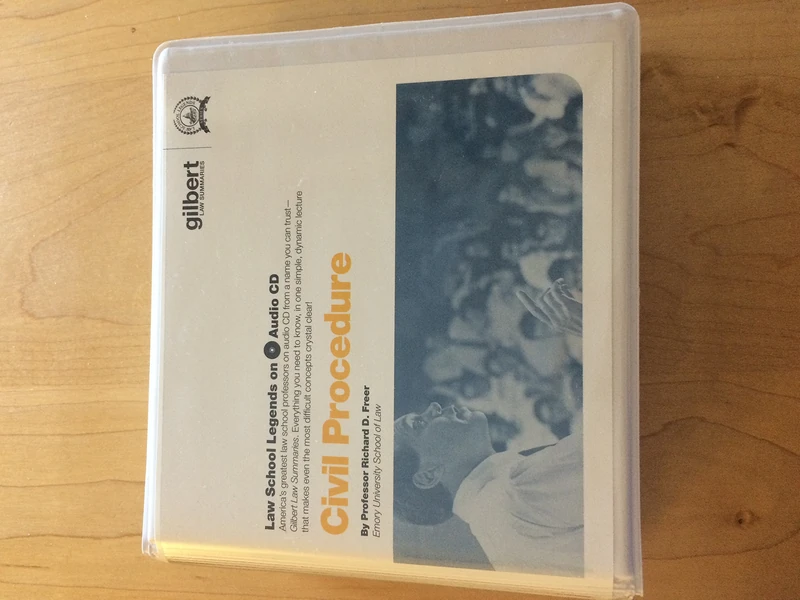 gilbert
LAW SUMMARIES
Law School Legends on Audio CD
America's greatest law school professors on audio CD from a name you can trust—
Gilbert Law Summaries. Everything you need to know, in one simple, dynamic lecture
that makes even the most difficult concepts crystal clear!
Civil Procedure
By Professor Richard D. Freer
Emory University School of Law